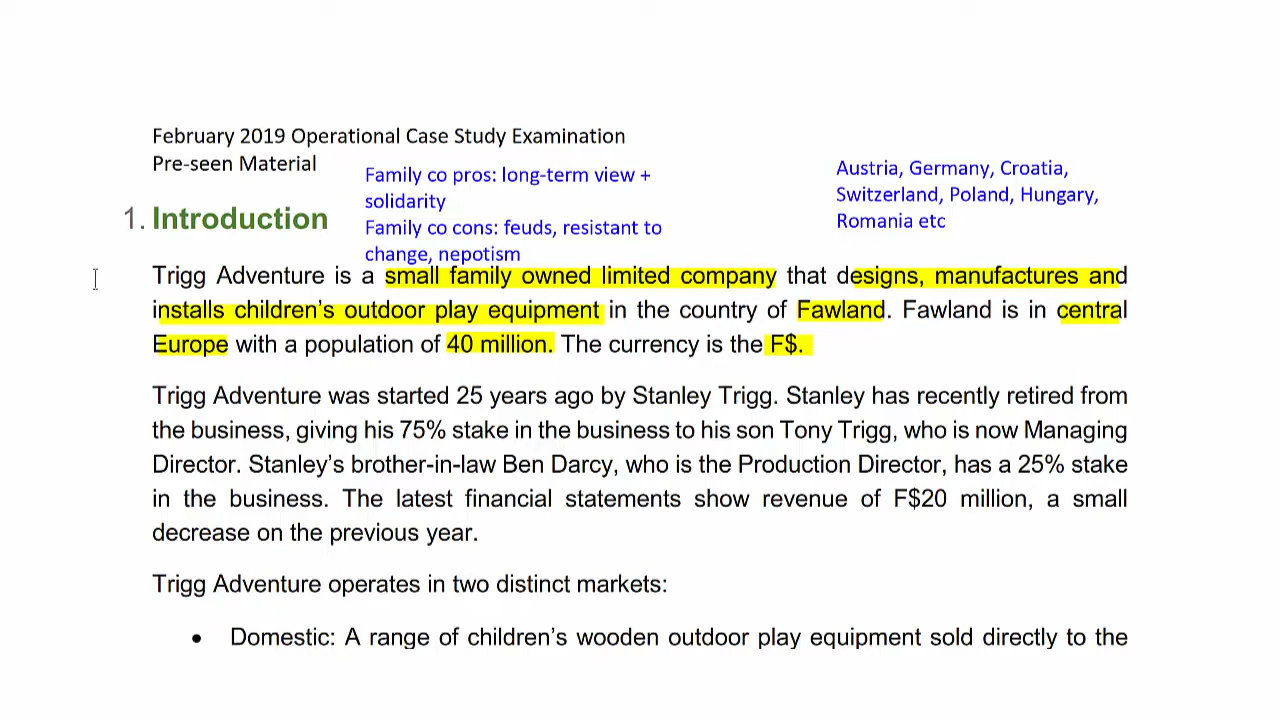 February 2019 Operational Case Study Examination
Pre-seen Material
Family co pros: long-term view +
solidarity
Family co cons: feuds, resistant to
change, nepotism
Austria, Germany, Croatia,
Switzerland, Poland, Hungary,
Romania etc
1. Introduction
Trigg Adventure is a small family owned limited company that designs, manufactures and
installs children’s outdoor play equipment in the country of Fawland. Fawland is in central
Europe with a population of 40 million. The currency is the F$.
Trigg Adventure was started 25 years ago by Stanley Trigg. Stanley has recently retired from
the business, giving his 75% stake in the business to his son Tony Trigg, who is now Managing
Director. Stanley’s brother-in-law Ben Darcy, who is the Production Director, has a 25% stake
in the business. The latest financial statements show revenue of F$20 million, a small
decrease on the previous year.
Trigg Adventure operates in two distinct markets:
• Domestic: A range of children’s wooden outdoor play equipment sold directly to the